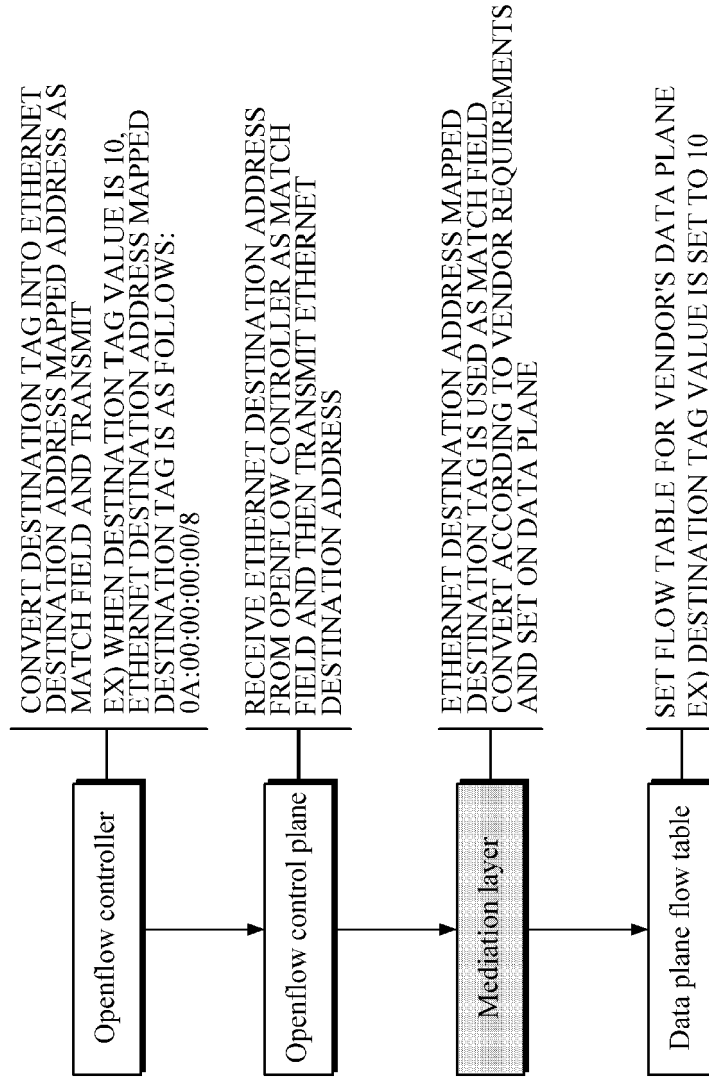 Openflow controller
CONVERT DESTINATION TAG INTO ETHERNET
DESTINATION ADDRESS MAPPED ADDRESS AS
MATCH FIELD AND TRANSMIT
EX) WHEN DESTINATION TAG VALUE IS 10,
ETHERNET DESTINATION ADDRESS MAPPED
DESTINATION TAG IS AS FOLLOWS:
0A:00:00:00:00/8
Openflow control plane
RECEIVE ETHERNET DESTINATION ADDRESS
FROM OPENFLOW CONTROLLER AS MATCH
FIELD AND THEN TRANSMIT ETHERNET
DESTINATION ADDRESS
Mediation layer
ETHERNET DESTINATION ADDRESS MAPPED
DESTINATION TAG IS USED AS MATCH FIELD
CONVERT ACCORDING TO VENDOR REQUIREMENTS
AND SET ON DATA PLANE
Data plane flow table
SET FLOW TABLE FOR VENDOR'S DATA PLANE
EX) DESTINATION TAG VALUE IS SET TO 10